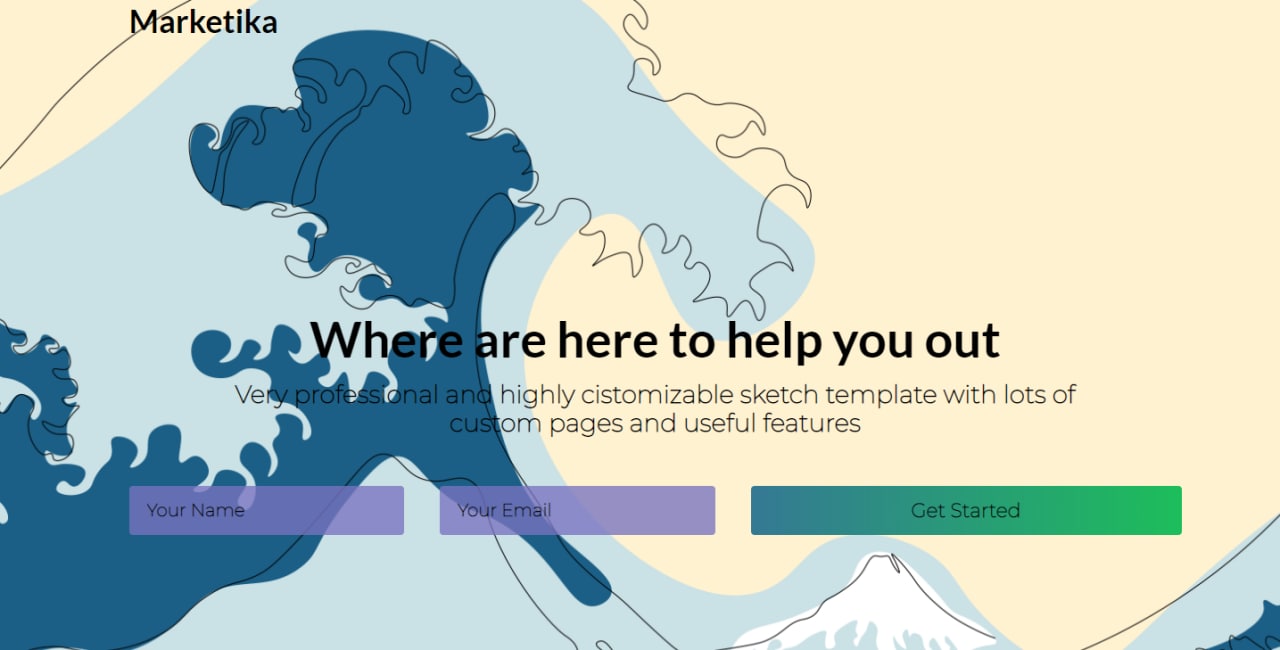 Marketika
Where are here to help you out
Very professional and highly cistomizable sketch template with lots of
custom pages and useful features
Your Name
Your Email
Get Started